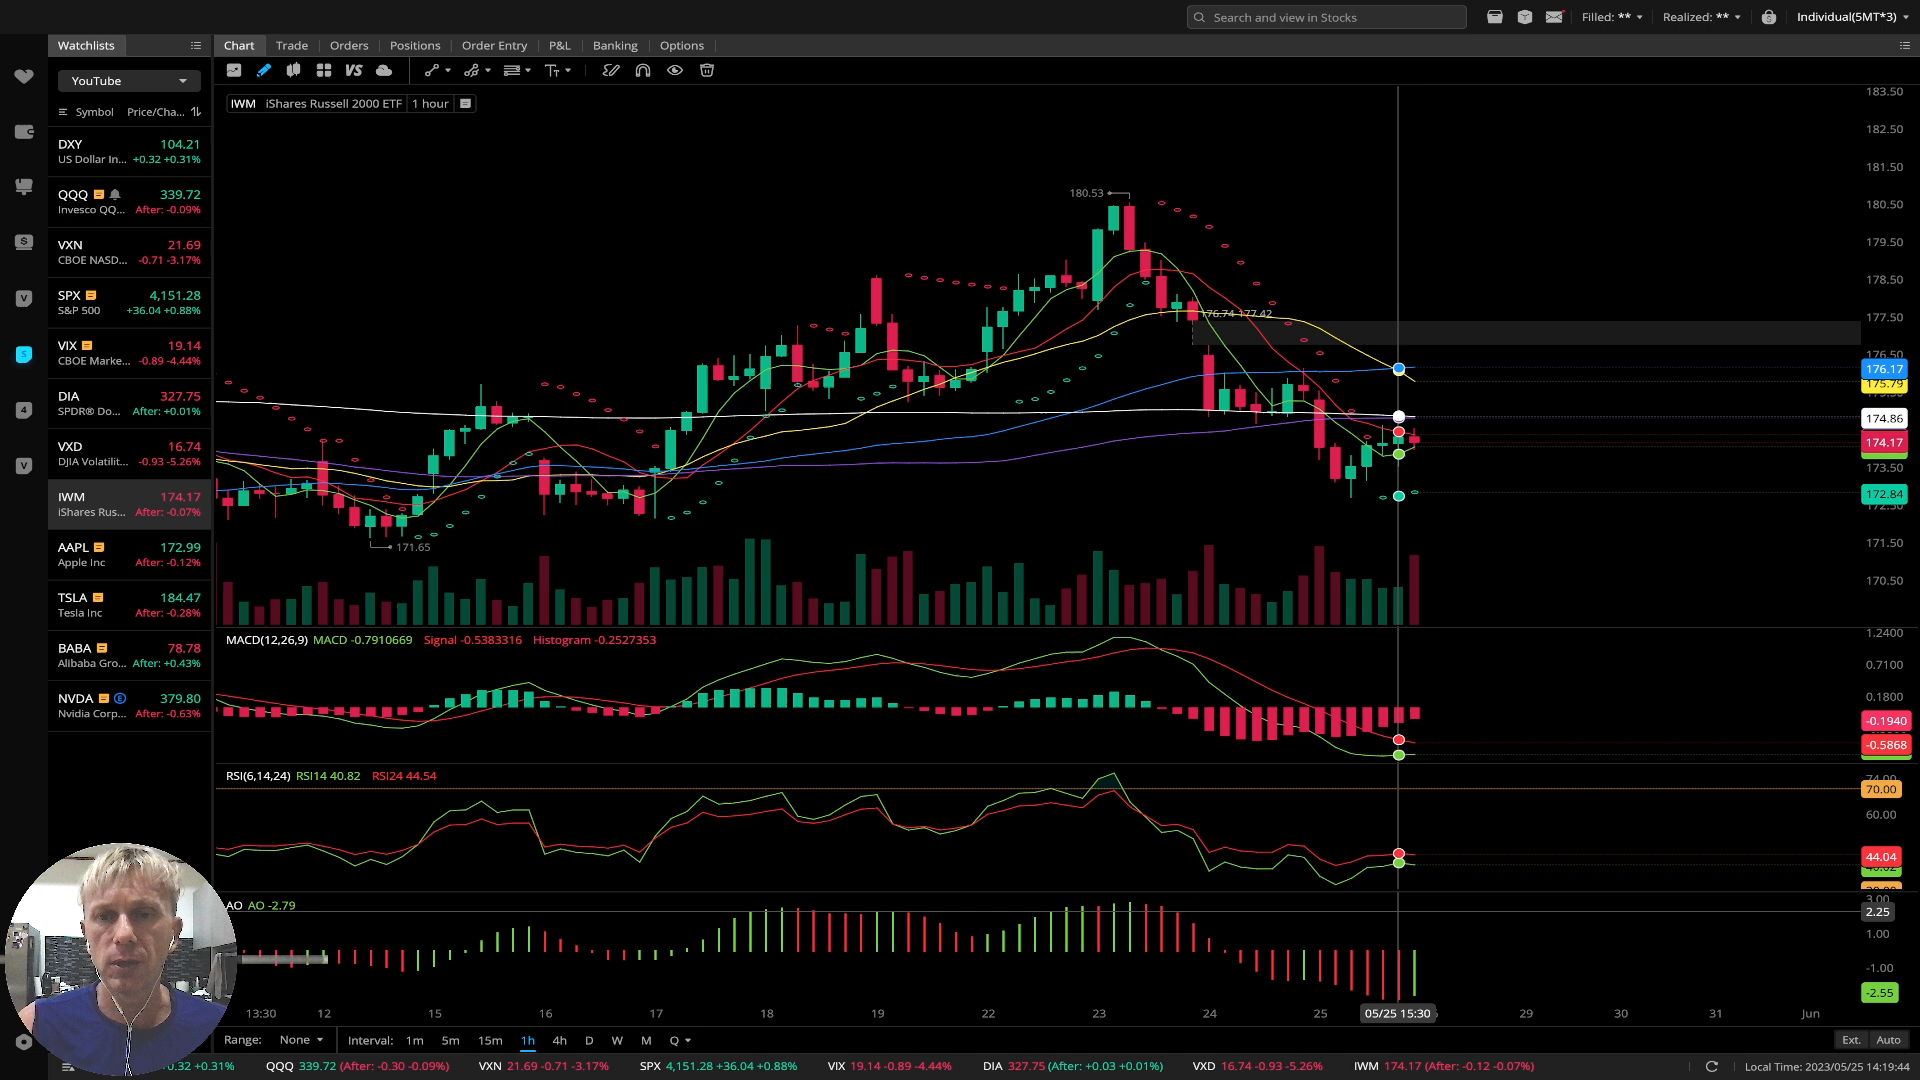 Search and view in Stocks
Filled: **
Realized: **
Individual(5MT*3)
Watchlists
Chart Trade Orders Positions Order Entry P&L Banking Options
YouTube
VS
Symbol Price/Cha...
IWM iShares Russell 2000 ETF 1 hour
DXY 104.21
US Dollar In... +0.32 +0.31%
QQQ 339.72
Invesco QQ... After: -0.09%
VXN 21.69
CBOE NASD... -0.71 -3.17%
SPX 4,151.28
S&P 500 +36.04 +0.88%
VIX 19.14
CBOE Marke... -0.89 -4.44%
DIA 327.75
SPDR® Do... After: +0.01%
VXD 16.74
DJIA Volatilit... -0.93 -5.26%
IWM 174.17
iShares Rus... After: -0.07%
AAPL 172.99
Apple Inc After: -0.12%
TSLA 184.47
Tesla Inc After: -0.28%
BABA 78.78
Alibaba Gro... After: +0.43%
NVDA 379.80
Nvidia Corp... After: -0.63%
180.53
176.74 177.42
171.65
183.50
182.50
181.50
180.50
179.50
178.50
177.50
176.50
176.17
175.79
174.86
174.17
173.50
172.84
172.50
171.50
170.50
MACD(12,26,9) MACD -0.7910669 Signal -0.5383316 Histogram -0.2527353
1.2400
0.7100
0.1800
-0.1940
-0.5868
RSI(6,14,24) RSI14 40.82 RSI24 44.54
74.00
70.00
60.00
44.04
AO AO -2.79
3.00
2.25
1.00
-1.00
-2.55
13:30 12 15 16 17 18 19 22 23 24 25 05/25 15:30 29 30 31 Jun
Range: None Interval: 1m 5m 15m 1h 4h D W M Q Ext. Auto
0.32 +0.31% QQQ 339.72 (After: -0.30 -0.09%) VXN 21.69 -0.71 -3.17% SPX 4,151.28 +36.04 +0.88% VIX 19.14 -0.89 -4.44% DIA 327.75 (After: +0.03 +0.01%) VXD 16.74 -0.93 -5.26% IWM 174.17 (After: -0.12 -0.07%) Local Time: 2023/05/25 14:19:44